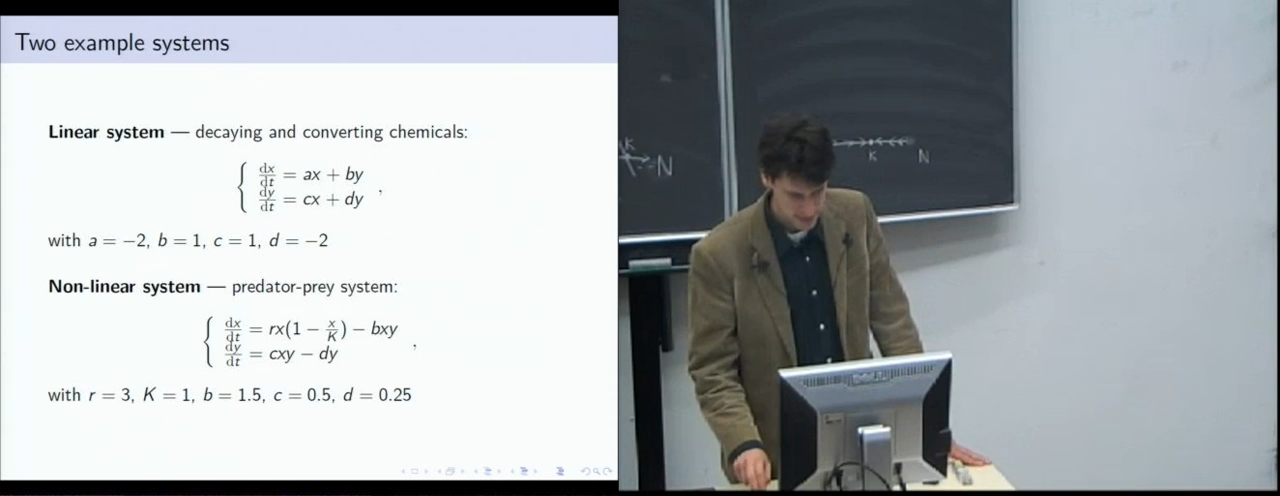 Two example systems
Linear system — decaying and converting chemicals:
dx/dt = ax + by
dy/dt = cx + dy ,
with a = −2, b = 1, c = 1, d = −2
Non-linear system — predator-prey system:
dx/dt = rx(1 − x/K) − bxy
dy/dt = cxy − dy ,
with r = 3, K = 1, b = 1.5, c = 0.5, d = 0.25
K
N
K
N